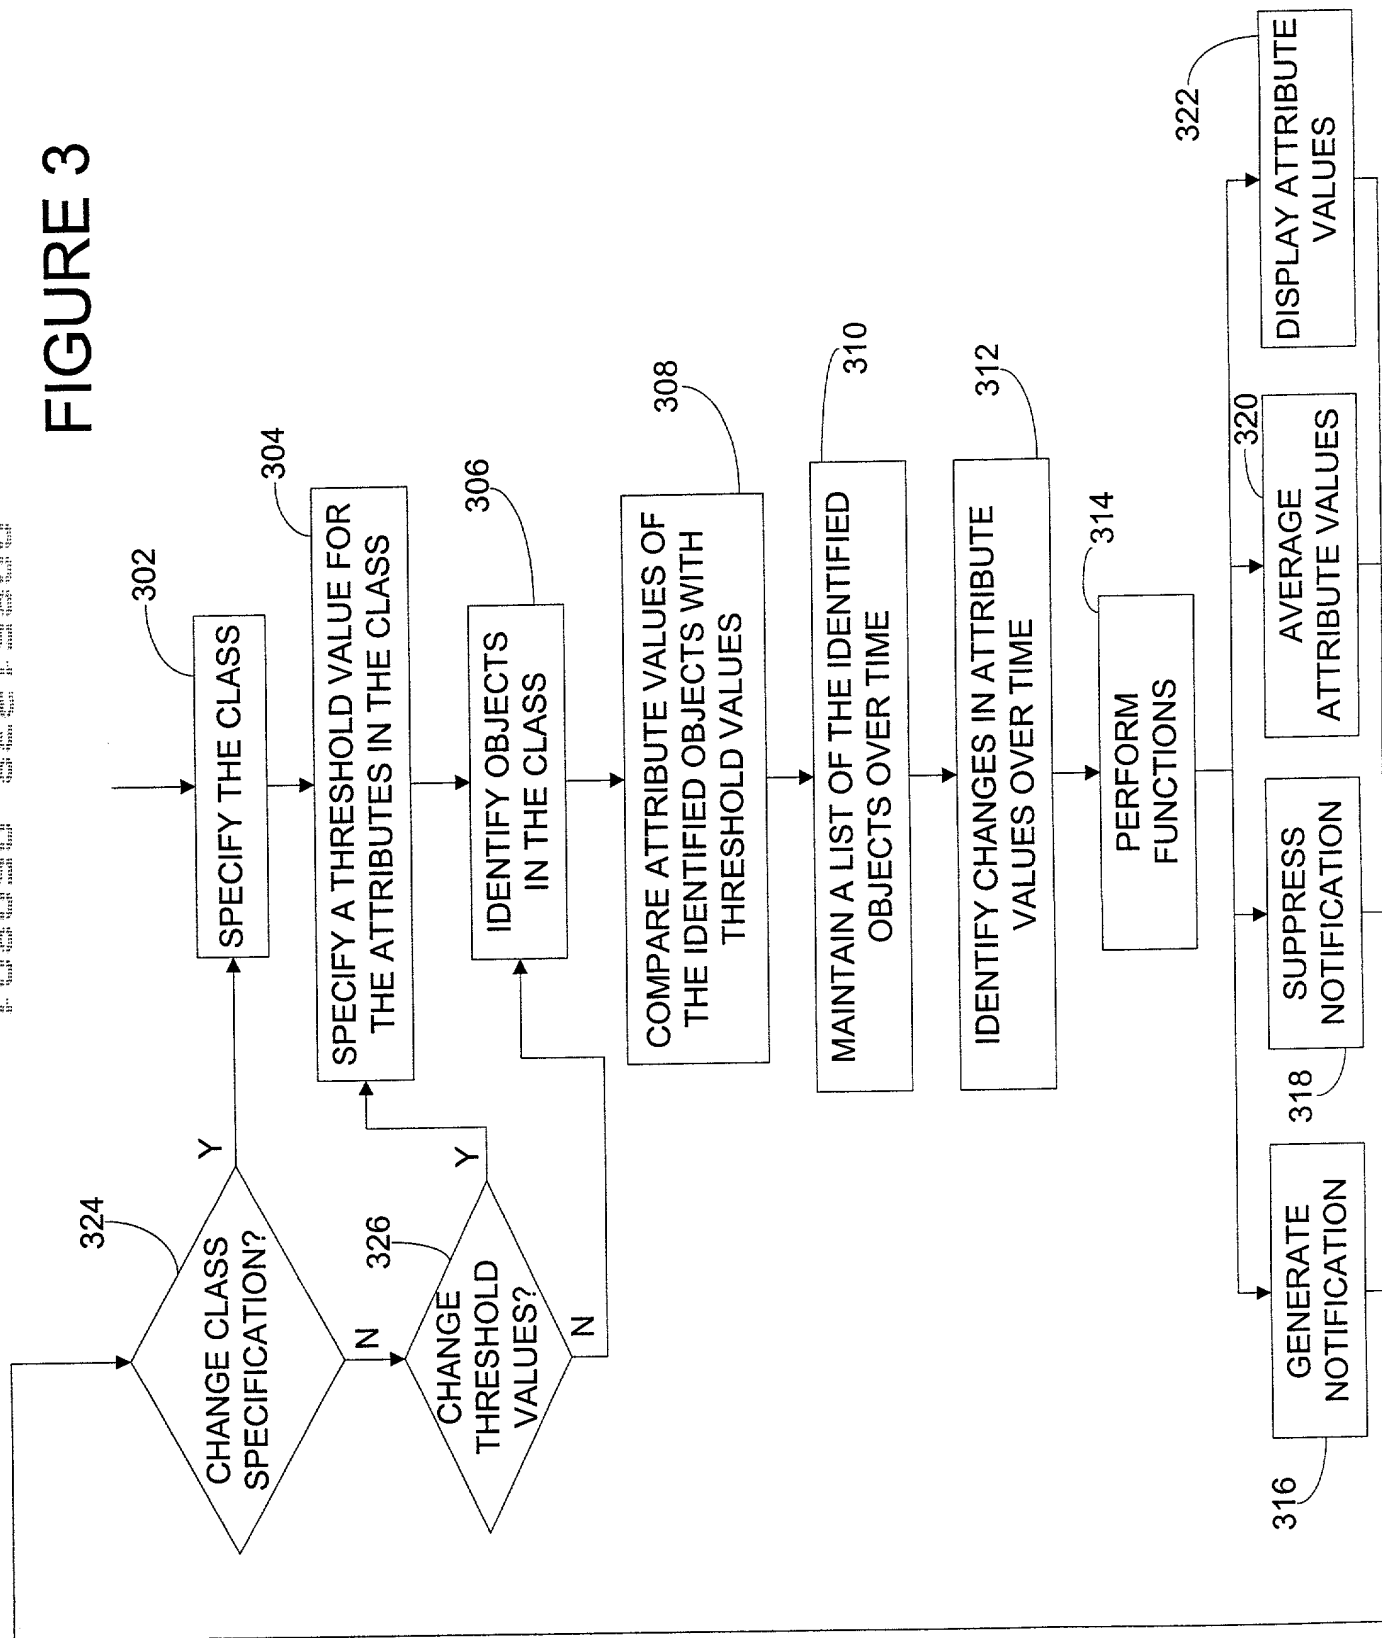 FIGURE 3
302
SPECIFY THE CLASS
304
SPECIFY A THRESHOLD VALUE FOR
THE ATTRIBUTES IN THE CLASS
306
IDENTIFY OBJECTS
IN THE CLASS
308
COMPARE ATTRIBUTE VALUES OF
THE IDENTIFIED OBJECTS WITH
THRESHOLD VALUES
310
MAINTAIN A LIST OF THE IDENTIFIED
OBJECTS OVER TIME
312
IDENTIFY CHANGES IN ATTRIBUTE
VALUES OVER TIME
314
PERFORM
FUNCTIONS
316
GENERATE
NOTIFICATION
318
SUPPRESS
NOTIFICATION
320
AVERAGE
ATTRIBUTE VALUES
322
DISPLAY ATTRIBUTE
VALUES
324
CHANGE CLASS
SPECIFICATION?
Y
N
326
CHANGE
THRESHOLD
VALUES?
Y
N